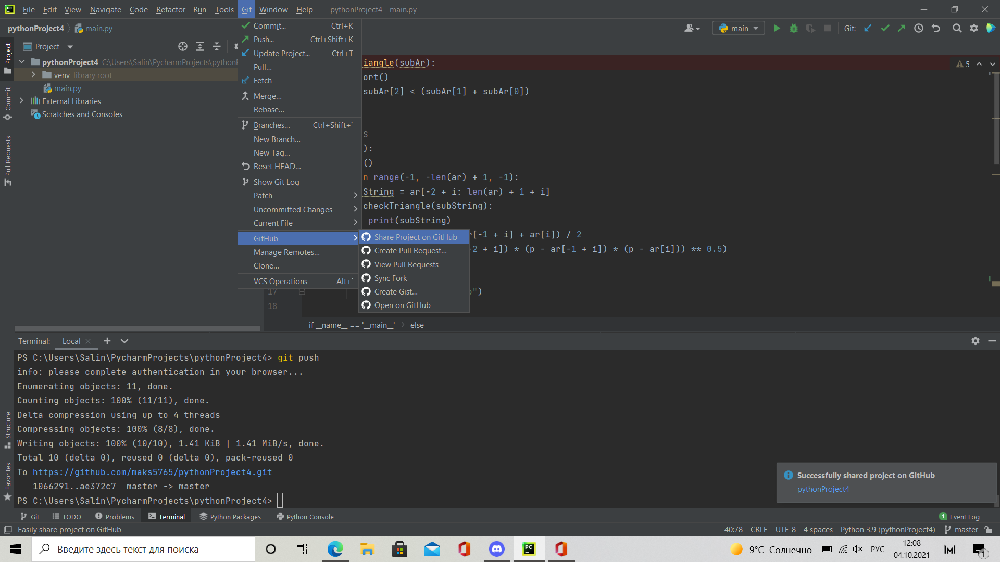 File Edit View Navigate Code Refactor Run Tools Git Window Help pythonProject4 - main.py
pythonProject4 main.py
main Git:
Project
Commit
Pull Requests
Structure
Favorites
Project
pythonProject4 C:\Users\Salin\PycharmProjects\python
venv library root
main.py
External Libraries
Scratches and Consoles
Commit... Ctrl+K
Push... Ctrl+Shift+K
Update Project... Ctrl+T
Pull...
Fetch
Merge...
Rebase...
Branches... Ctrl+Shift+`
New Branch...
New Tag...
Reset HEAD...
Show Git Log
Patch
Uncommitted Changes
Current File
GitHub
Manage Remotes...
Clone...
VCS Operations Alt+`
Share Project on GitHub
Create Pull Request...
View Pull Requests
Sync Fork
Create Gist...
Open on GitHub
iangle(subAr):
ort()
subAr[2] < (subAr[1] + subAr[0])
S
):
()
n range(-1, -len(ar) + 1, -1):
String = ar[-2 + i: len(ar) + 1 + i]
checkTriangle(subString):
print(subString)
[-1 + i] + ar[i]) / 2
-2 + i]) * (p - ar[-1 + i]) * (p - ar[i])) ** 0.5)
17 ")
18
5
if __name__ == '__main__' else
Terminal: Local
PS C:\Users\Salin\PycharmProjects\pythonProject4> git push
info: please complete authentication in your browser...
Enumerating objects: 11, done.
Counting objects: 100% (11/11), done.
Delta compression using up to 4 threads
Compressing objects: 100% (8/8), done.
Writing objects: 100% (10/10), 1.41 KiB | 1.41 MiB/s, done.
Total 10 (delta 0), reused 0 (delta 0), pack-reused 0
To https://github.com/maks5765/pythonProject4.git
1066291..ae372c7 master -> master
PS C:\Users\Salin\PycharmProjects\pythonProject4>
Successfully shared project on GitHub
pythonProject4
Git TODO Problems Terminal Python Packages Python Console 1 Event Log
Easily share project on GitHub 40:78 CRLF UTF-8 4 spaces Python 3.9 (pythonProject4) master
Введите здесь текст для поиска
9°C Солнечно РУС
12:08
04.10.2021
1